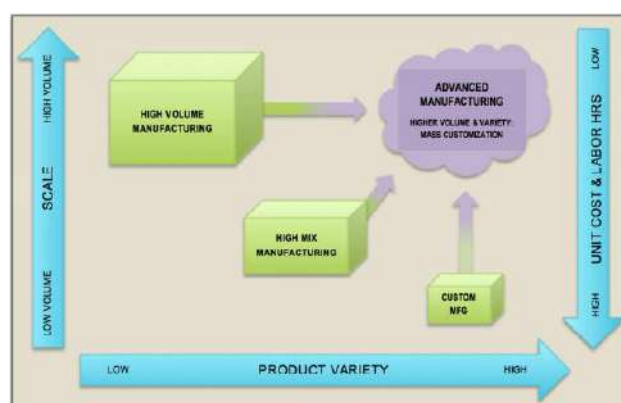 HIGH VOLUME
SCALE
LOW VOLUME
HIGH VOLUME
MANUFACTURING
ADVANCED
MANUFACTURING
HIGHER VOLUME & VARIETY:
MASS CUSTOMIZATION
HIGH MIX
MANUFACTURING
CUSTOM
MFG
LOW
UNIT COST & LABOR HRS
HIGH
LOW
PRODUCT VARIETY
HIGH